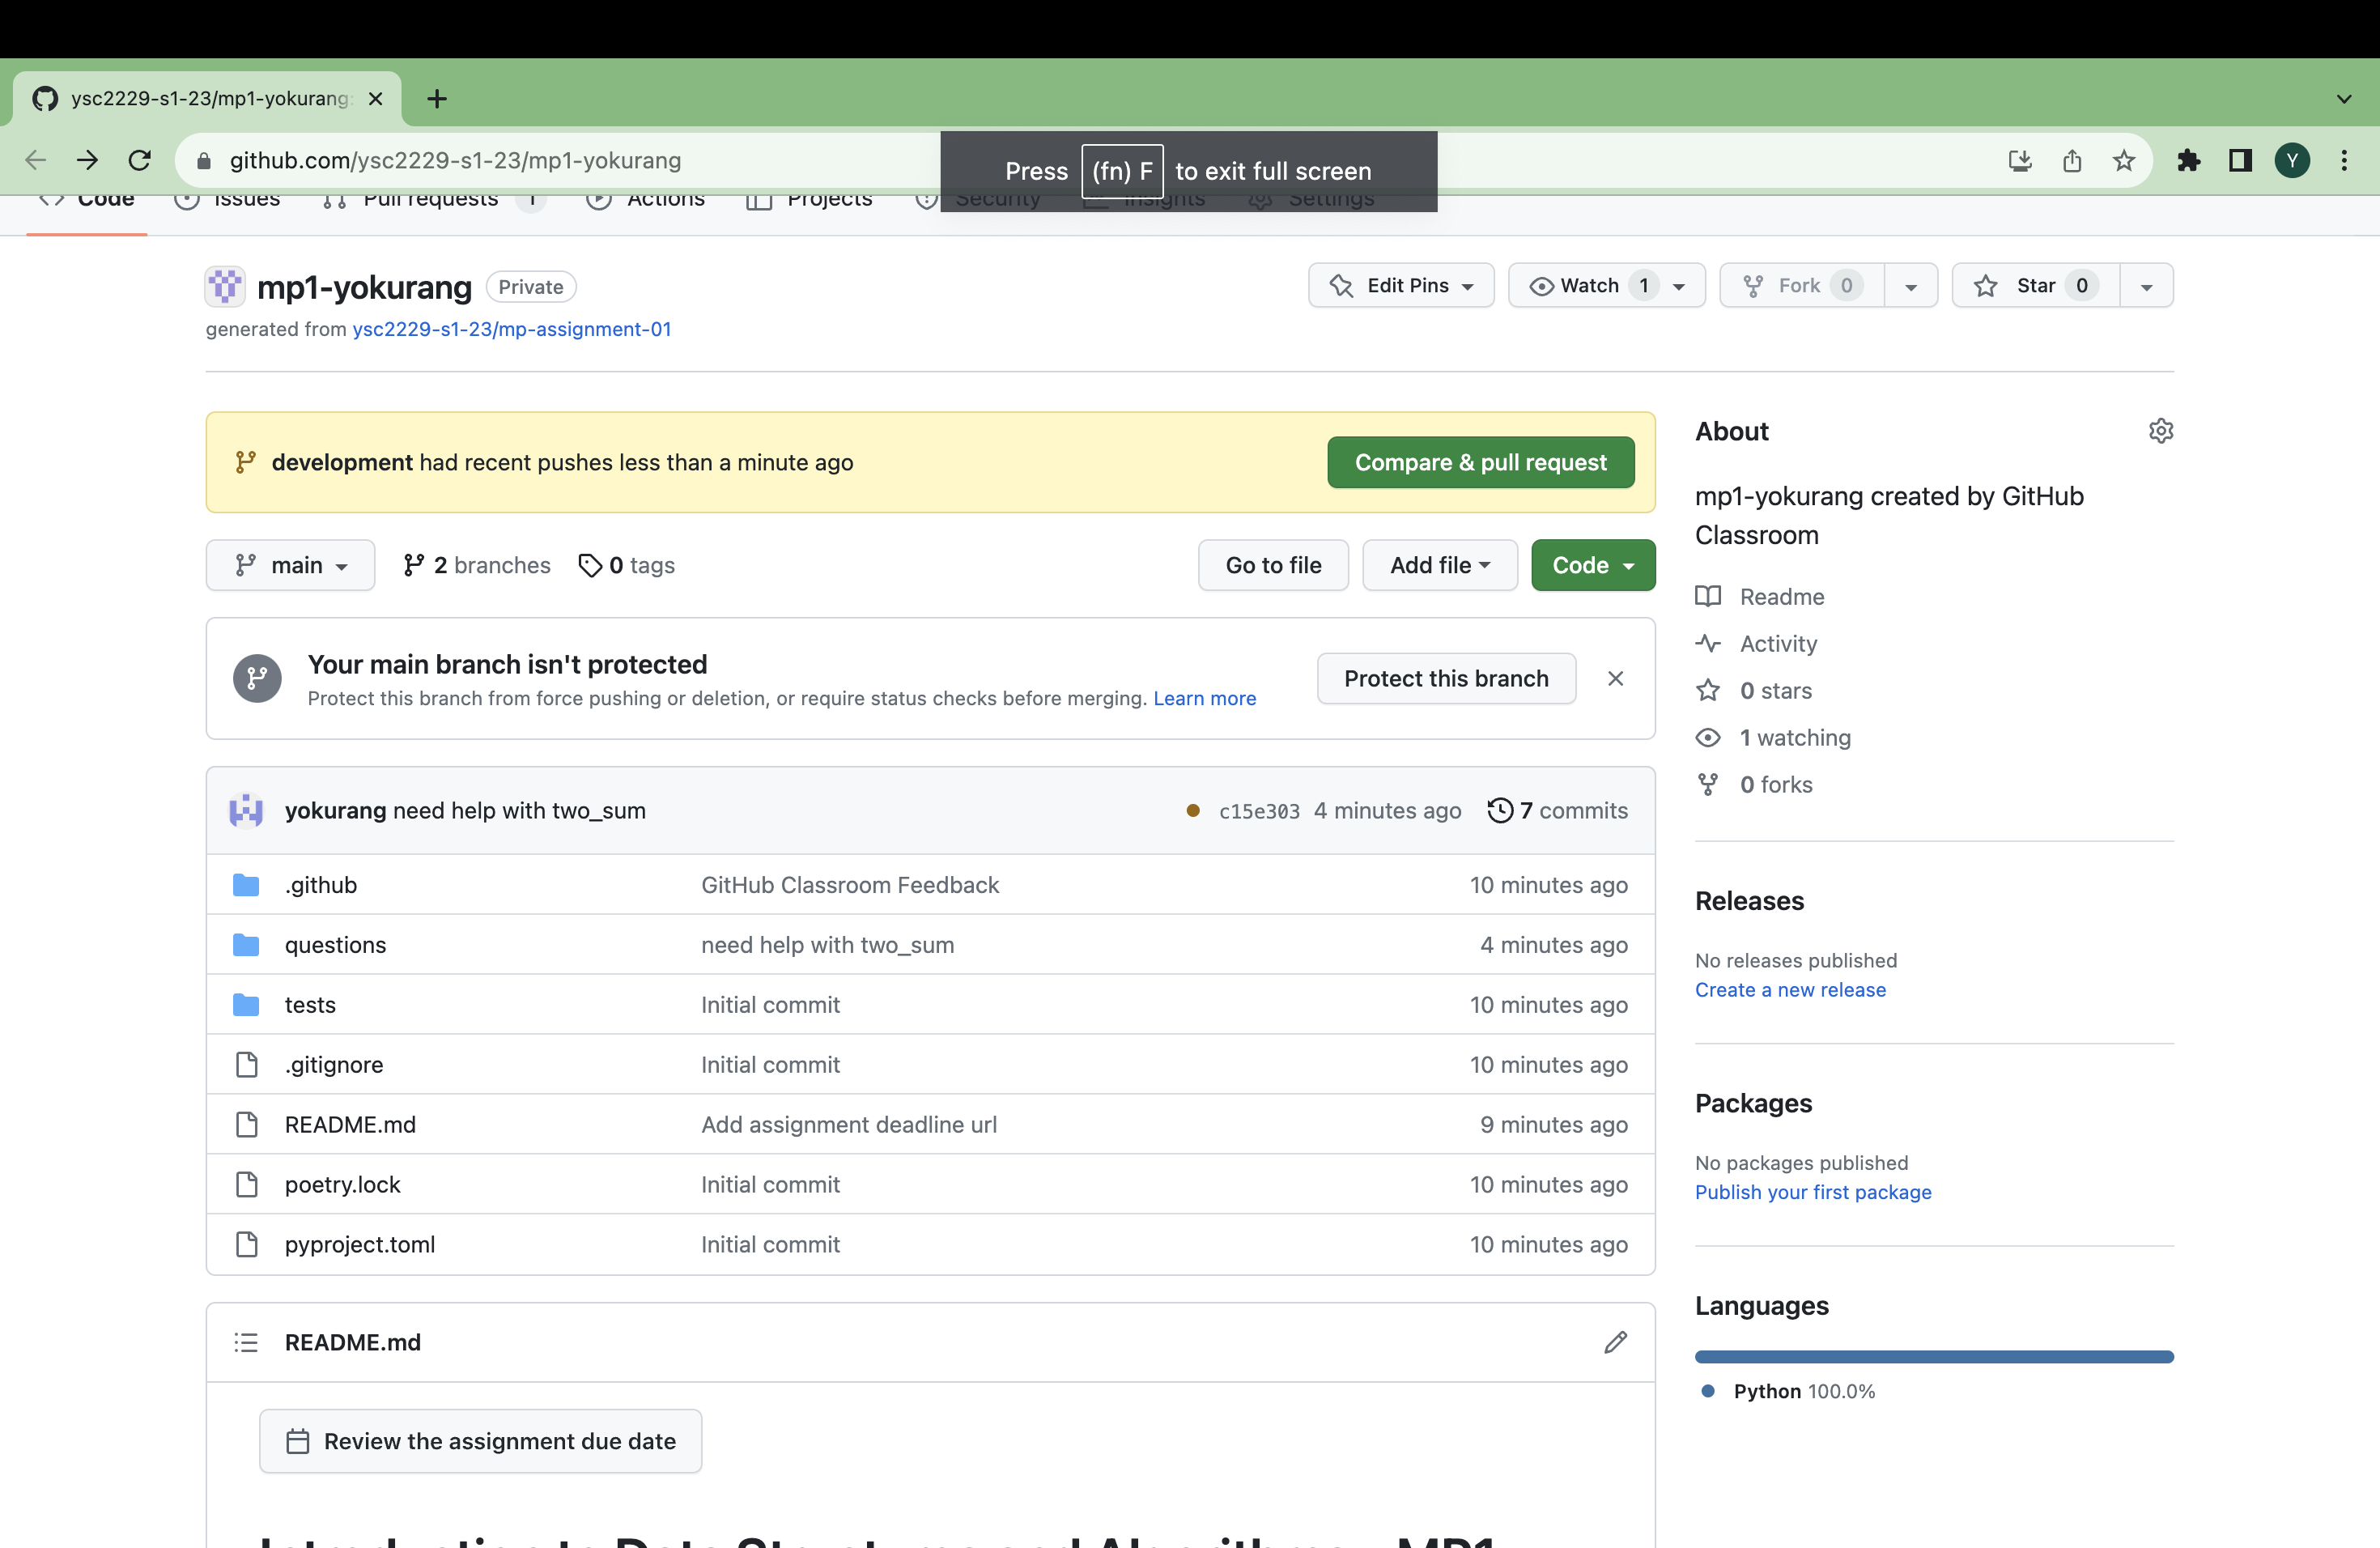 ysc2229-s1-23/mp1-yokurang:
github.com/ysc2229-s1-23/mp1-yokurang
Press (fn) F to exit full screen
Code Issues Pull requests 1 Actions Projects Security Insights Settings
mp1-yokurang Private
Edit Pins Watch 1 Fork 0 Star 0
generated from ysc2229-s1-23/mp-assignment-01
development had recent pushes less than a minute ago
Compare & pull request
main 2 branches 0 tags
Go to file Add file Code
Your main branch isn't protected
Protect this branch from force pushing or deletion, or require status checks before merging. Learn more
Protect this branch
yokurang need help with two_sum c15e303 4 minutes ago 7 commits
.github GitHub Classroom Feedback 10 minutes ago
questions need help with two_sum 4 minutes ago
tests Initial commit 10 minutes ago
.gitignore Initial commit 10 minutes ago
README.md Add assignment deadline url 9 minutes ago
poetry.lock Initial commit 10 minutes ago
pyproject.toml Initial commit 10 minutes ago
README.md
Review the assignment due date
Introduction to Data Structures and Algorithms - MP1
About
mp1-yokurang created by GitHub
Classroom
Readme
Activity
0 stars
1 watching
0 forks
Releases
No releases published
Create a new release
Packages
No packages published
Publish your first package
Languages
Python 100.0%
Y